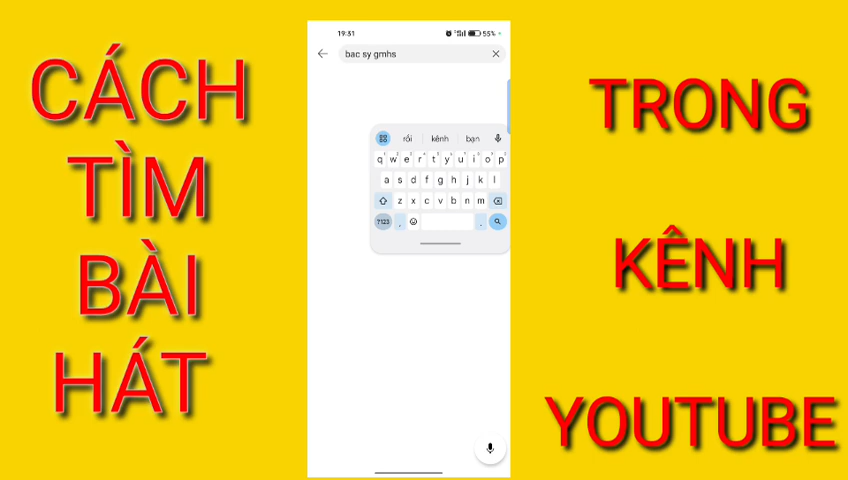 CÁCH
TÌM
BÀI
HÁT
19:31
55%
bac sy gmhs
rồi kênh bạn
q w e r t y u i o p
a s d f g h j k l
z x c v b n m
?123 , .
TRONG
KÊNH
YOUTUBE